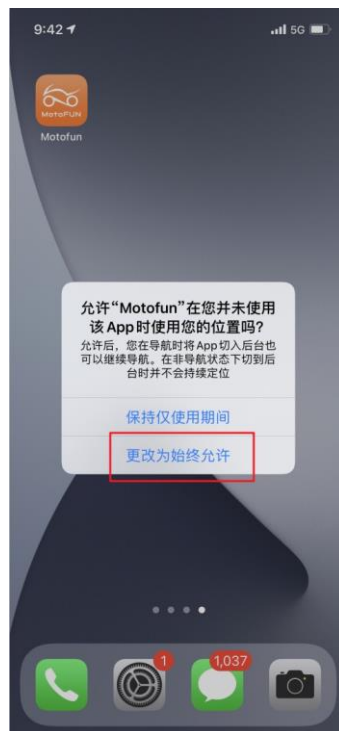 9:42
5G
MotoFUN
Motofun
允许“Motofun”在您并未使用
该 App 时使用您的位置吗？
允许后，您在导航时将App切入后台也
可以继续导航。在非导航状态下切到后
台时并不会持续定位
保持仅使用期间
更改为始终允许
1
1,037